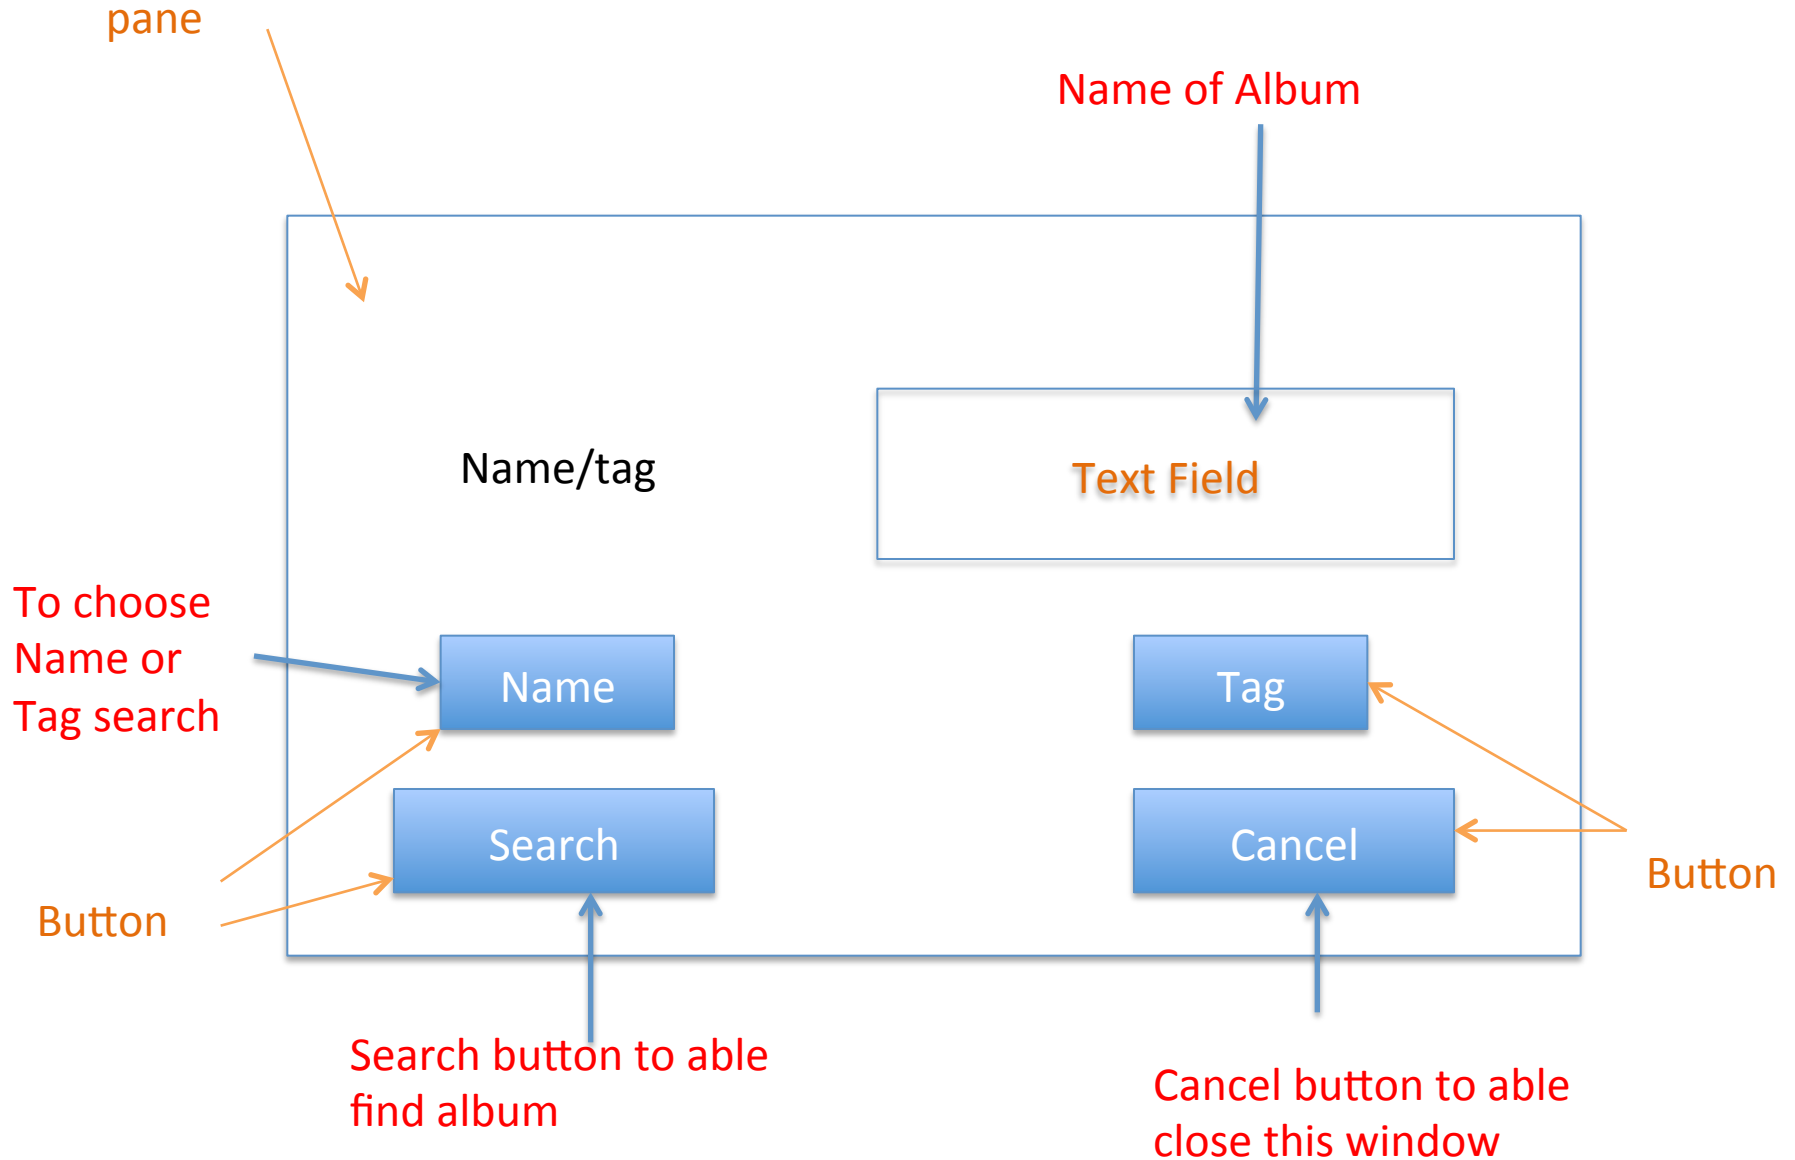 pane
Name of Album
Name/tag
Text Field
To choose
Name or
Tag search
Name
Tag
Search
Cancel
Button
Button
Search button to able
find album
Cancel button to able
close this window